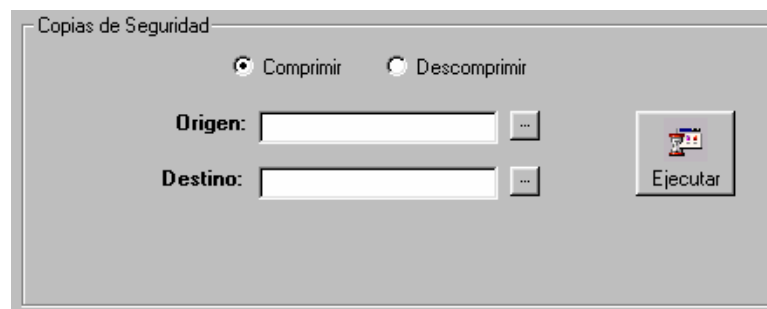 Copias de Seguridad
Comprimir Descomprimir
Origen: ...
Destino: ...
Ejecutar